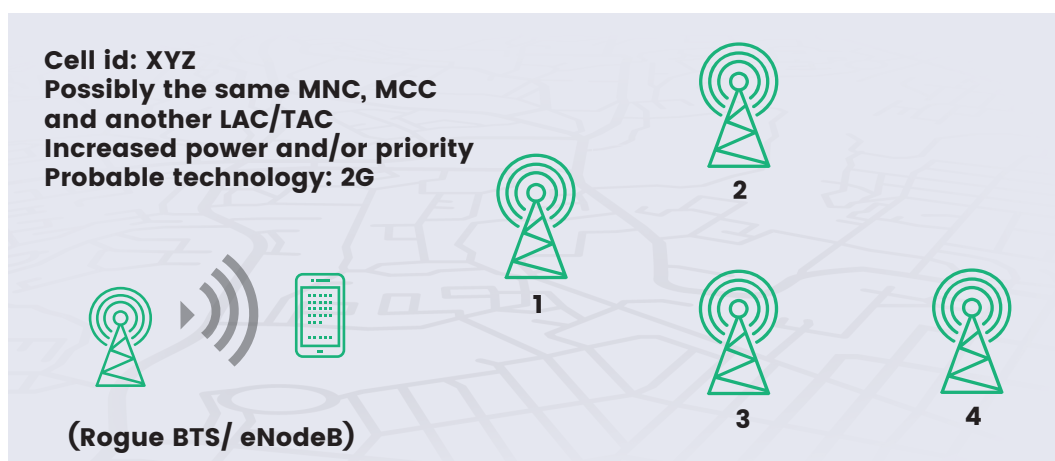 Cell id: XYZ
Possibly the same MNC, MCC
and another LAC/TAC
Increased power and/or priority
Probable technology: 2G
2
1
3
4
(Rogue BTS/ eNodeB)